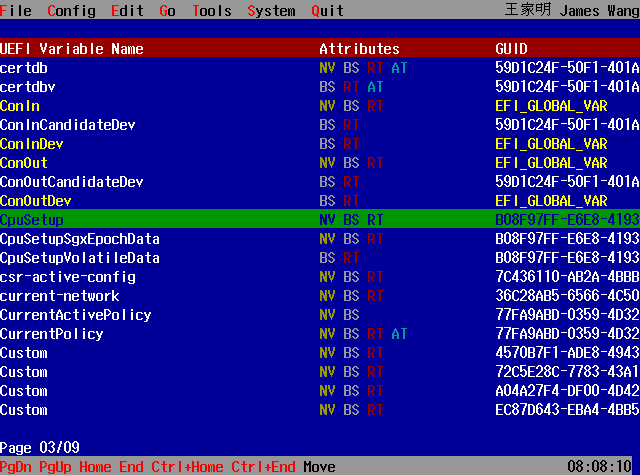 File Config Edit Go Tools System Quit 王家明 James Wang
UEFI Variable Name Attributes GUID
certdb NV BS RT AT 59D1C24F-50F1-401A
certdbv BS RT AT 59D1C24F-50F1-401A
ConIn NV BS RT EFI_GLOBAL_VAR
ConInCandidateDev BS RT 59D1C24F-50F1-401A
ConInDev BS RT EFI_GLOBAL_VAR
ConOut NV BS RT EFI_GLOBAL_VAR
ConOutCandidateDev BS RT 59D1C24F-50F1-401A
ConOutDev BS RT EFI_GLOBAL_VAR
CpuSetup NV BS RT B08F97FF-E6E8-4193
CpuSetupSgxEpochData NV BS RT B08F97FF-E6E8-4193
CpuSetupVolatileData BS RT B08F97FF-E6E8-4193
csr-active-config NV BS RT 7C436110-AB2A-4BBB
current-network NV BS RT 36C28AB5-6566-4C50
CurrentActivePolicy NV BS 77FA9ABD-0359-4D32
CurrentPolicy NV BS RT AT 77FA9ABD-0359-4D32
Custom NV BS RT 4570B7F1-ADE8-4943
Custom NV BS RT 72C5E28C-7783-43A1
Custom NV BS RT A04A27F4-DF00-4D42
Custom NV BS RT EC87D643-EBA4-4BB5
Page 03/09
PgDn PgUp Home End Ctrl+Home Ctrl+End Move 08:08:10